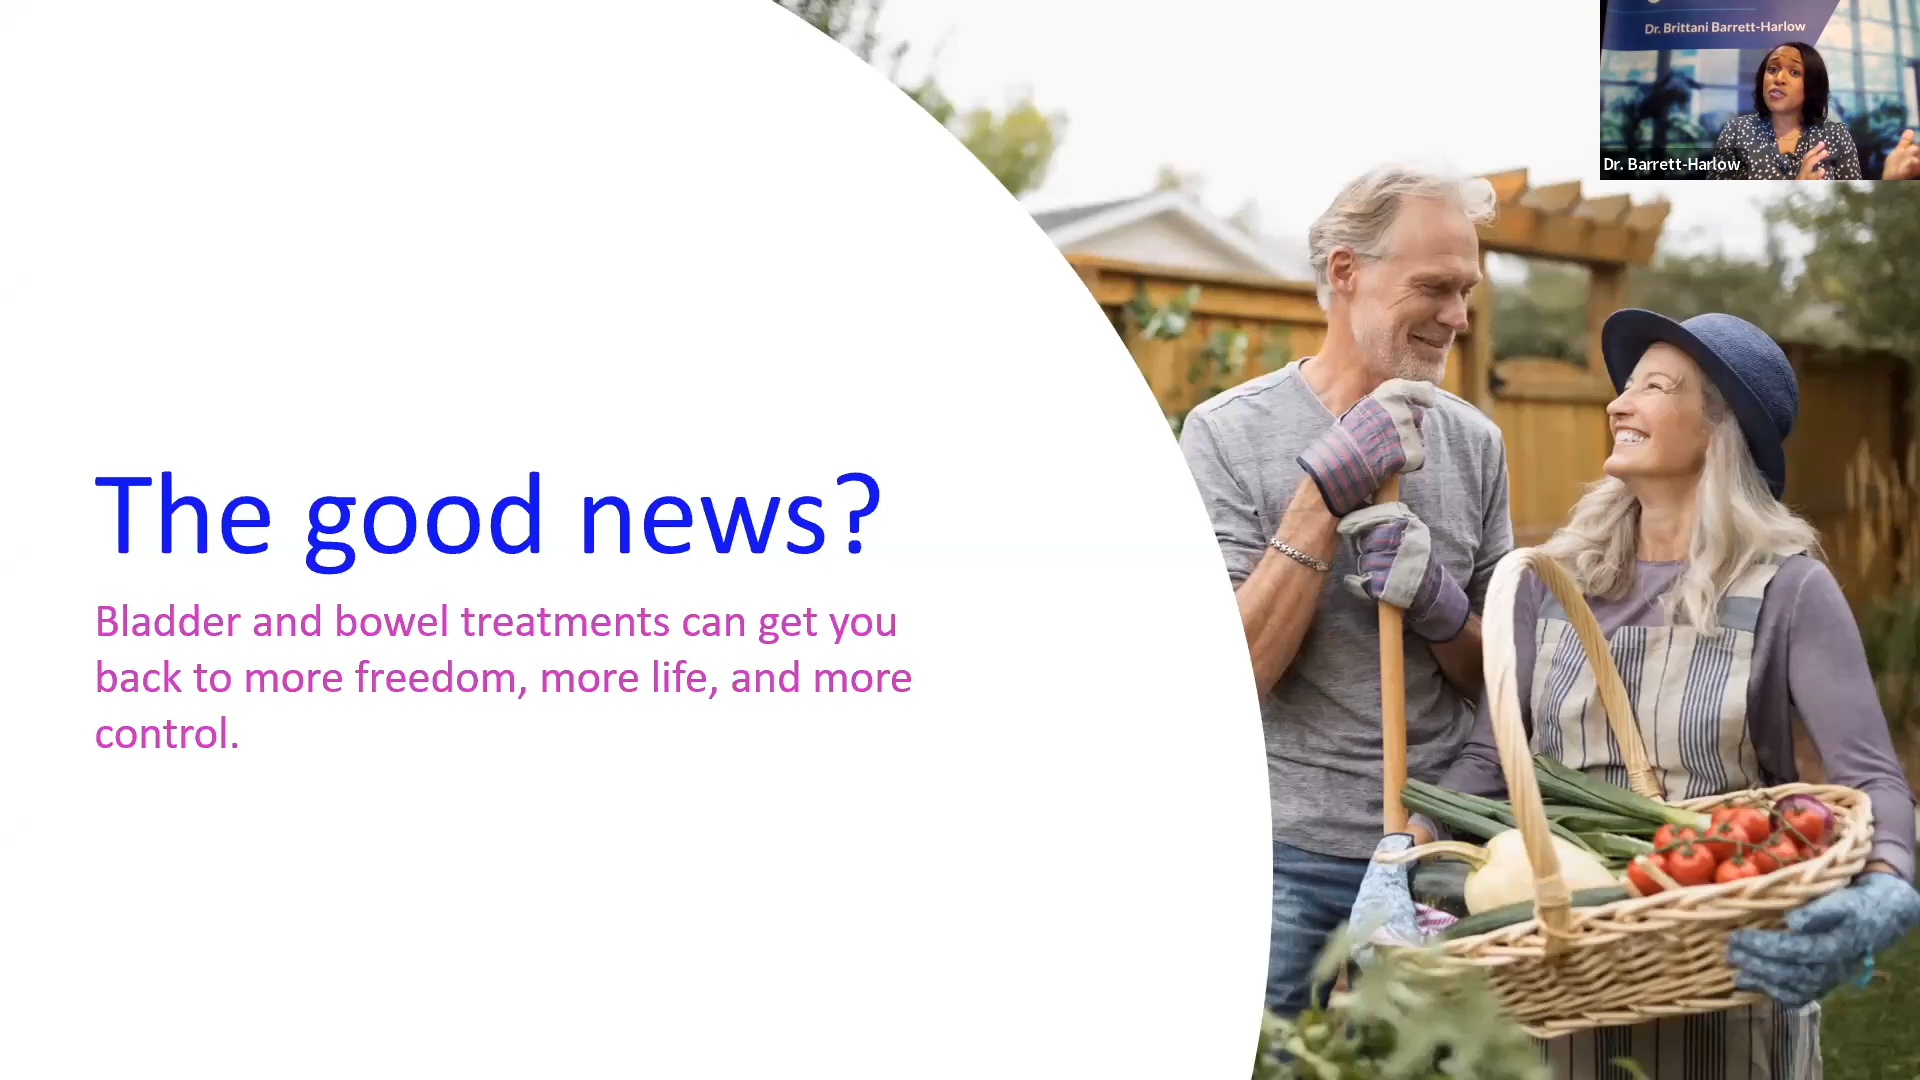 Dr. Brittani Barrett-Harlow
Dr. Barrett-Harlow
The good news?
Bladder and bowel treatments can get you
back to more freedom, more life, and more
control.